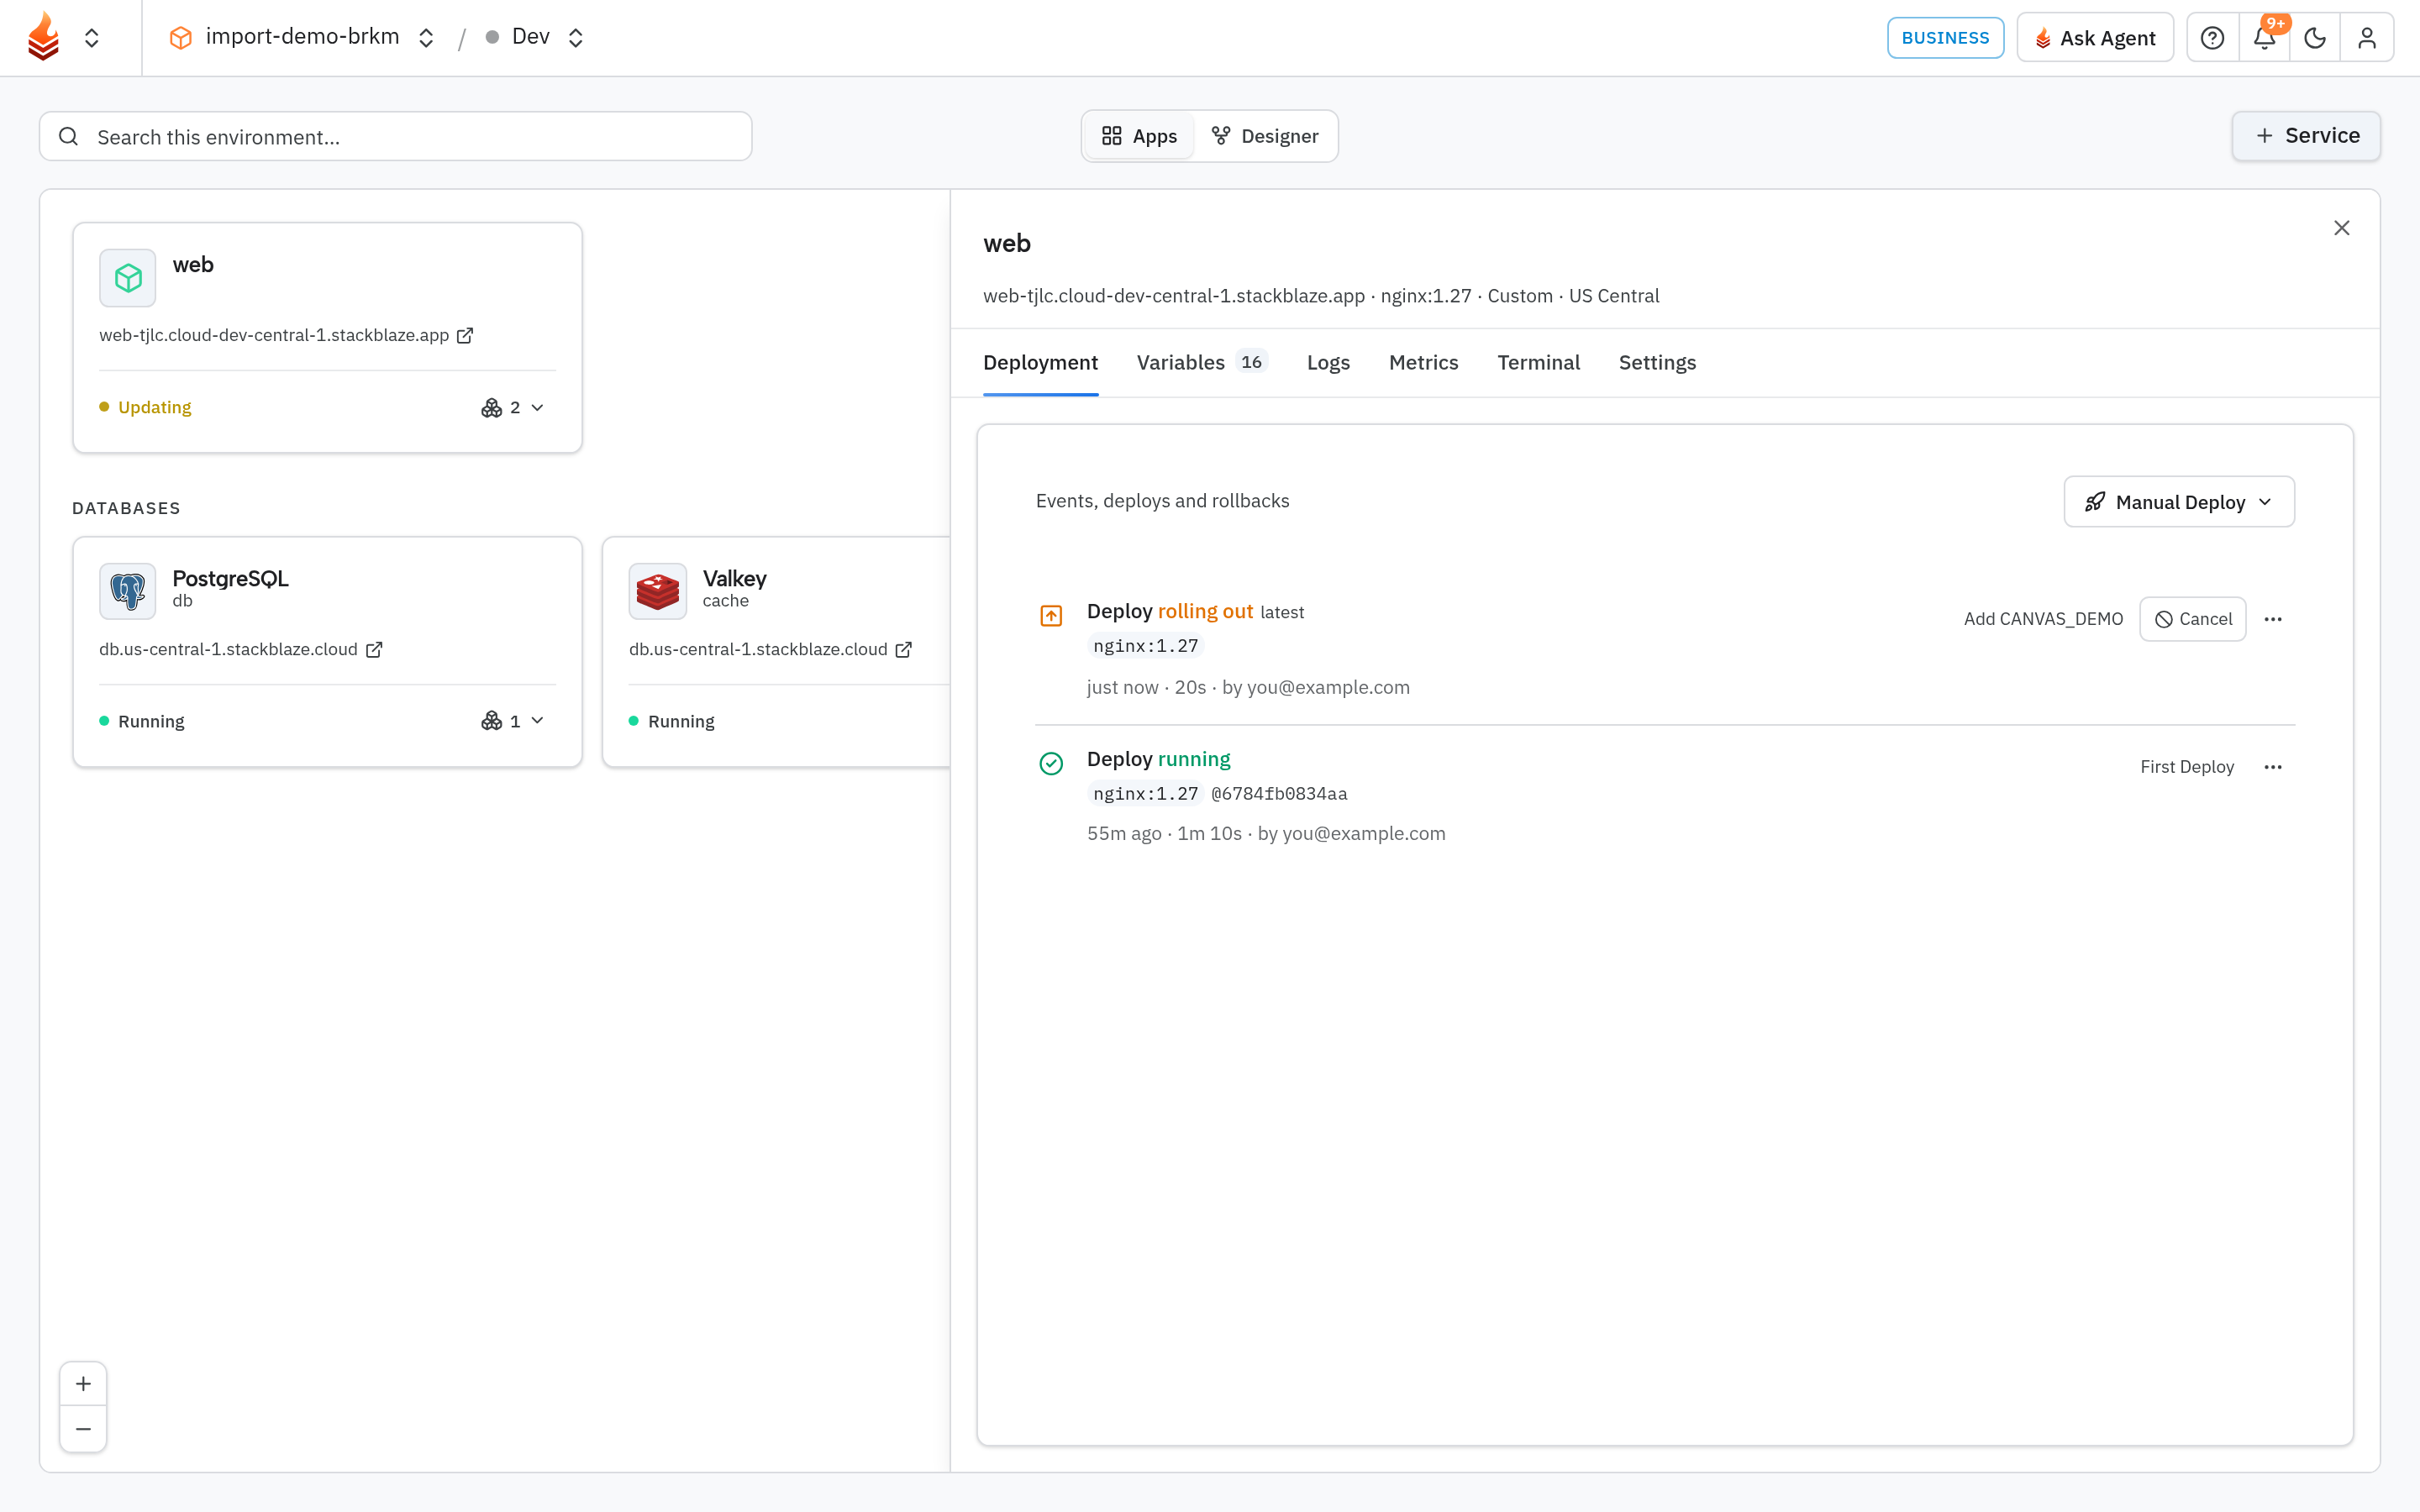 import-demo-brkm / Dev
BUSINESS
Ask Agent
9+
Search this environment...
Apps
Designer
+ Service
web
web-tjlc.cloud-dev-central-1.stackblaze.app
Updating
2
DATABASES
PostgreSQL
db
db.us-central-1.stackblaze.cloud
Running
1
Valkey
cache
db.us-central-1.stackblaze.cloud
Running
web
web-tjlc.cloud-dev-central-1.stackblaze.app · nginx:1.27 · Custom · US Central
Deployment
Variables 16
Logs
Metrics
Terminal
Settings
Events, deploys and rollbacks
Manual Deploy
Deploy rolling out latest
nginx:1.27
just now · 20s · by you@example.com
Add CANVAS_DEMO
Cancel
Deploy running
nginx:1.27 @6784fb0834aa
55m ago · 1m 10s · by you@example.com
First Deploy